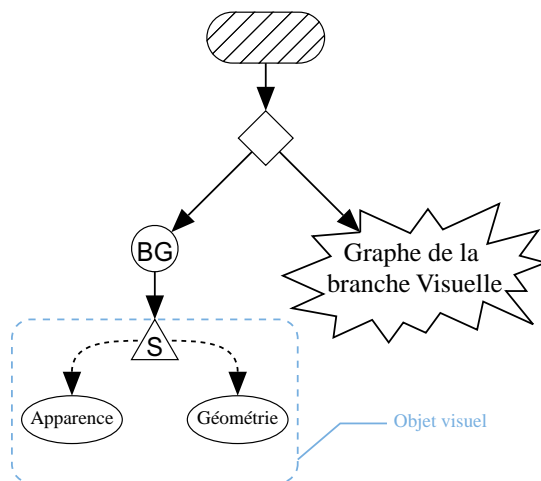 BG
Graphe de la
branche Visuelle
S
Apparence
Géométrie
Objet visuel